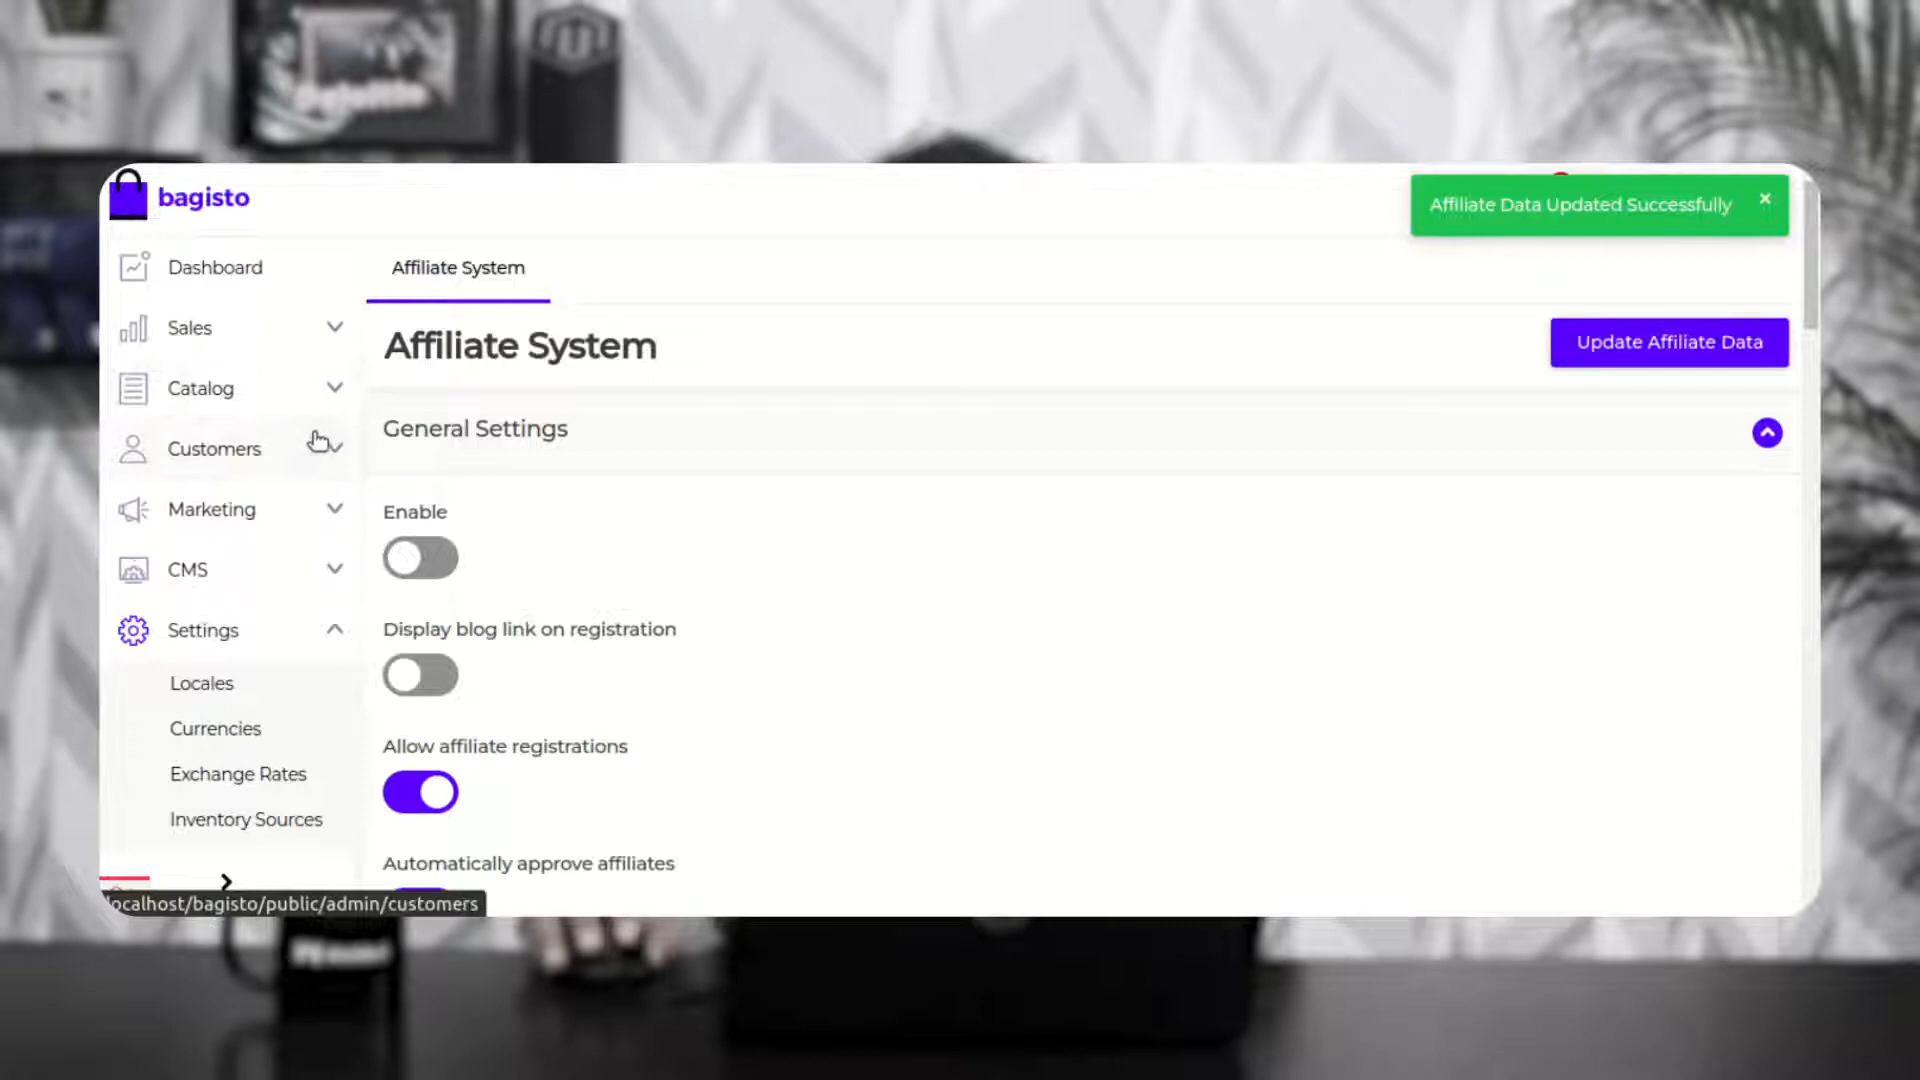 bagisto
Affiliate Data Updated Successfully
Dashboard
Sales
Catalog
Customers
Marketing
CMS
Settings
Locales
Currencies
Exchange Rates
Inventory Sources
Affiliate System
Affiliate System
Update Affiliate Data
General Settings
Enable
Display blog link on registration
Allow affiliate registrations
Automatically approve affiliates
localhost/bagisto/public/admin/customers